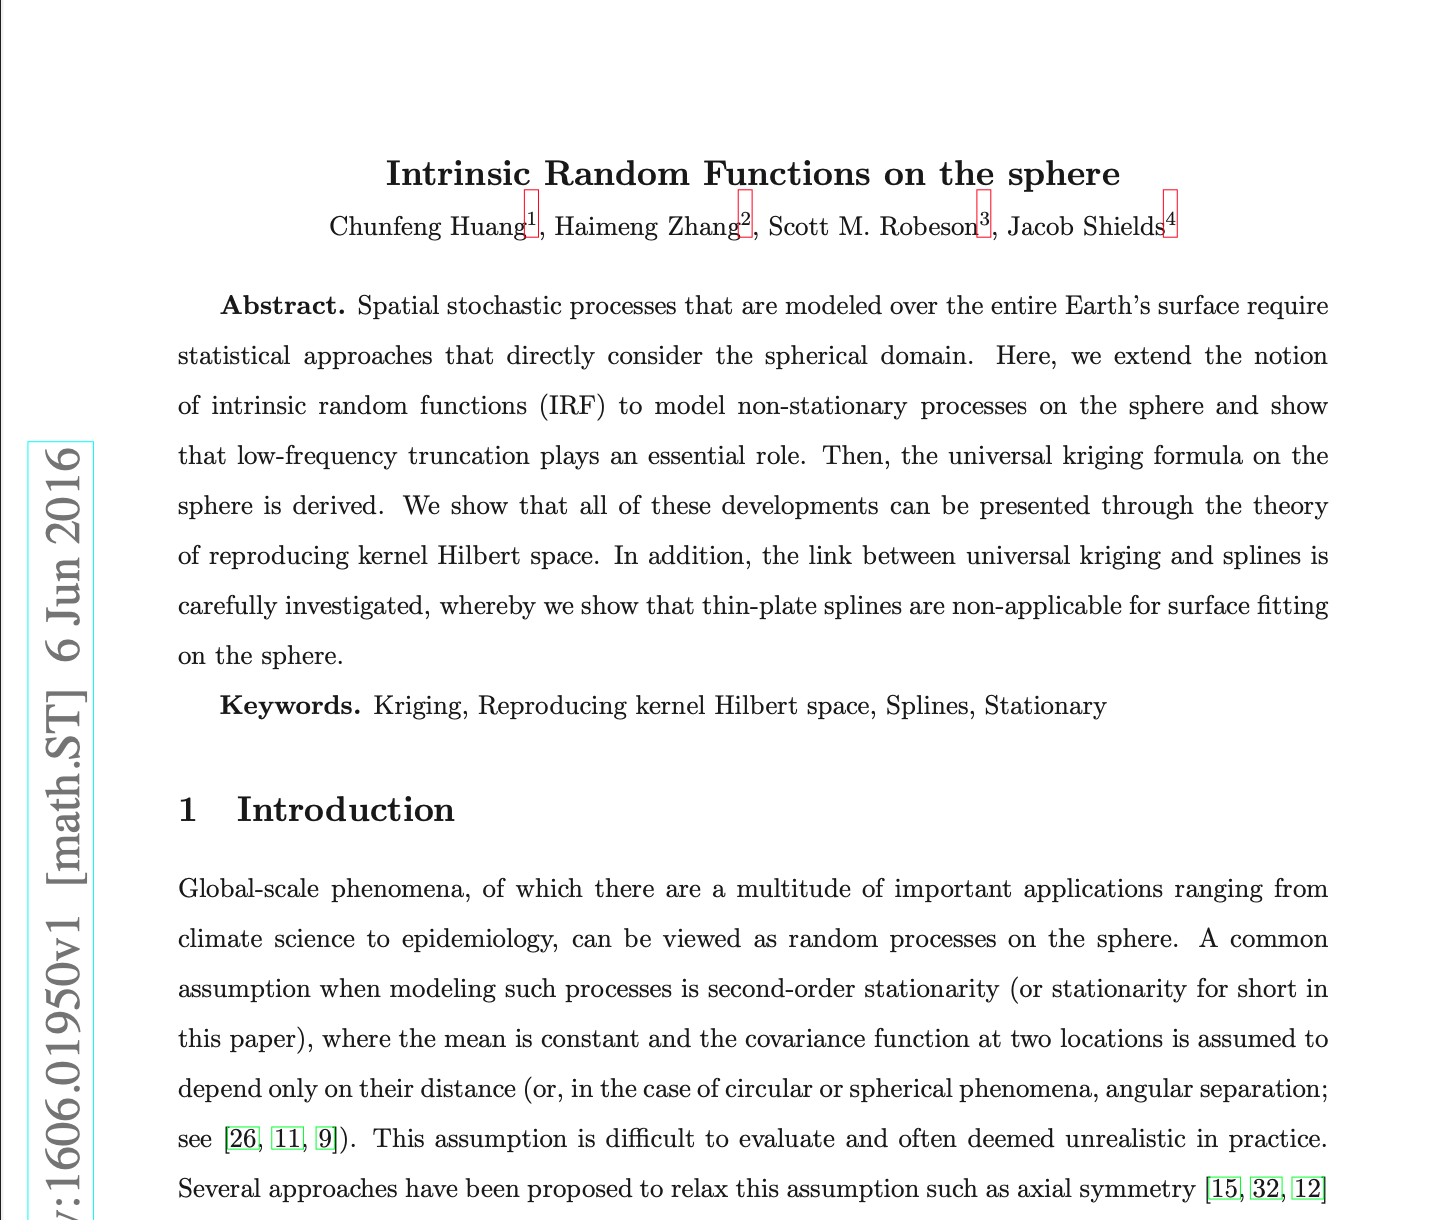 Intrinsic Random Functions on the sphere
Chunfeng Huang1, Haimeng Zhang2, Scott M. Robeson3, Jacob Shields4
Abstract. Spatial stochastic processes that are modeled over the entire Earth's surface require
statistical approaches that directly consider the spherical domain. Here, we extend the notion
of intrinsic random functions (IRF) to model non-stationary processes on the sphere and show
that low-frequency truncation plays an essential role. Then, the universal kriging formula on the
sphere is derived. We show that all of these developments can be presented through the theory
of reproducing kernel Hilbert space. In addition, the link between universal kriging and splines is
carefully investigated, whereby we show that thin-plate splines are non-applicable for surface fitting
on the sphere.
Keywords. Kriging, Reproducing kernel Hilbert space, Splines, Stationary
1 Introduction
Global-scale phenomena, of which there are a multitude of important applications ranging from
climate science to epidemiology, can be viewed as random processes on the sphere. A common
assumption when modeling such processes is second-order stationarity (or stationarity for short in
this paper), where the mean is constant and the covariance function at two locations is assumed to
depend only on their distance (or, in the case of circular or spherical phenomena, angular separation;
see [26, 11, 9]). This assumption is difficult to evaluate and often deemed unrealistic in practice.
Several approaches have been proposed to relax this assumption such as axial symmetry [15, 32, 12]
v:1606.01950v1 [math.ST] 6 Jun 2016